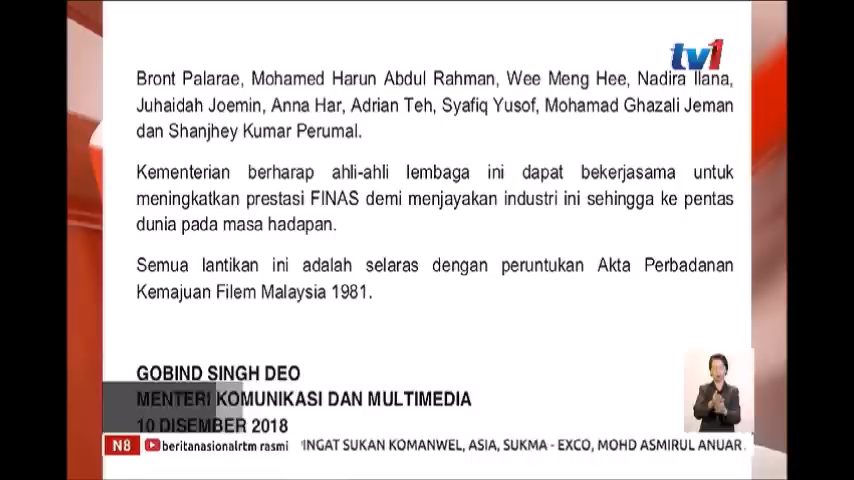 tv1
Bront Palarae, Mohamed Harun Abdul Rahman, Wee Meng Hee, Nadira Ilana,
Juhaidah Joemin, Anna Har, Adrian Teh, Syafiq Yusof, Mohamad Ghazali Jeman
dan Shanjhey Kumar Perumal.
Kementerian berharap ahli-ahli lembaga ini dapat bekerjasama untuk
meningkatkan prestasi FINAS demi menjayakan industri ini sehingga ke pentas
dunia pada masa hadapan.
Semua lantikan ini adalah selaras dengan peruntukan Akta Perbadanan
Kemajuan Filem Malaysia 1981.
GOBIND SINGH DEO
MENTERI KOMUNIKASI DAN MULTIMEDIA
10 DISEMBER 2018
N8 beritanasionalrtm rasmi PINGAT SUKAN KOMANWEL, ASIA, SUKMA - EXCO, MOHD ASMIRUL ANUAR